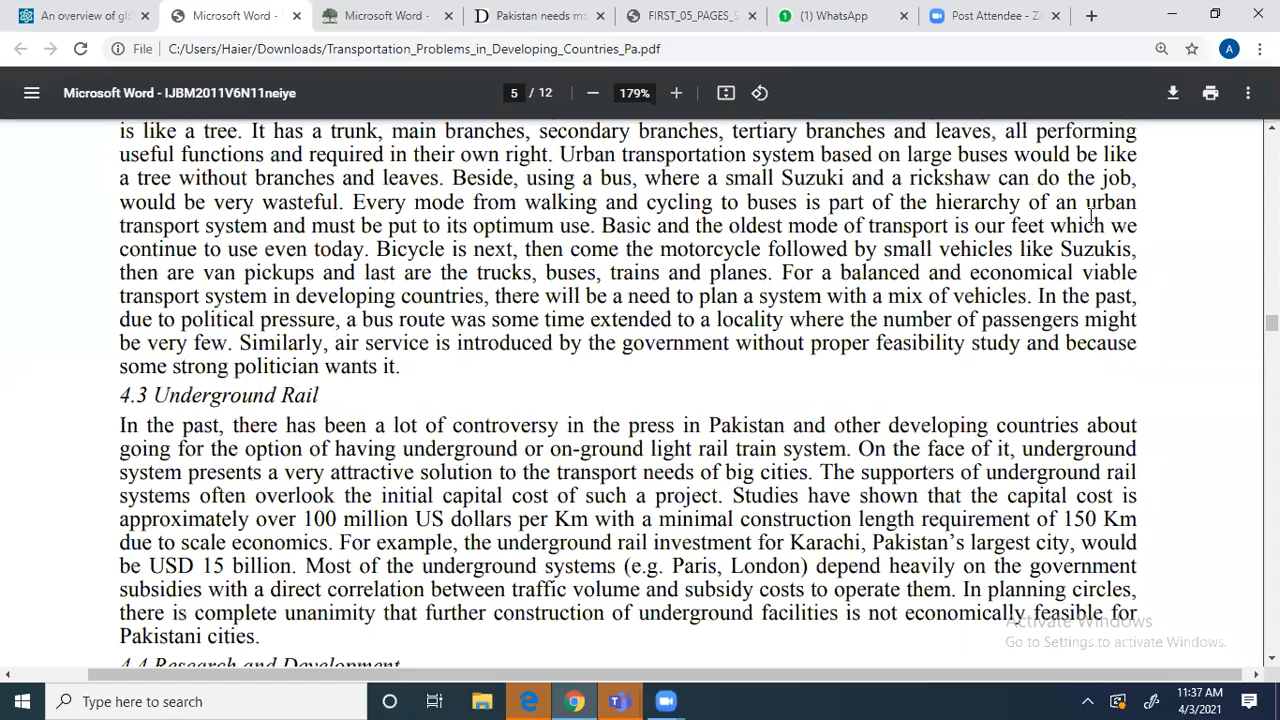 An overview of gl
Microsoft Word -
Microsoft Word -
Pakistan needs m
FIRST_05_PAGES_S
(1) WhatsApp
Post Attendee - Z
File
C:/Users/Haier/Downloads/Transportation_Problems_in_Developing_Countries_Pa.pdf
A
Microsoft Word - IJBM2011V6N11neiye
5 / 12
179%
is like a tree. It has a trunk, main branches, secondary branches, tertiary branches and leaves, all performing
useful functions and required in their own right. Urban transportation system based on large buses would be like
a tree without branches and leaves. Beside, using a bus, where a small Suzuki and a rickshaw can do the job,
would be very wasteful. Every mode from walking and cycling to buses is part of the hierarchy of an urban
transport system and must be put to its optimum use. Basic and the oldest mode of transport is our feet which we
continue to use even today. Bicycle is next, then come the motorcycle followed by small vehicles like Suzukis,
then are van pickups and last are the trucks, buses, trains and planes. For a balanced and economical viable
transport system in developing countries, there will be a need to plan a system with a mix of vehicles. In the past,
due to political pressure, a bus route was some time extended to a locality where the number of passengers might
be very few. Similarly, air service is introduced by the government without proper feasibility study and because
some strong politician wants it.
4.3 Underground Rail
In the past, there has been a lot of controversy in the press in Pakistan and other developing countries about
going for the option of having underground or on-ground light rail train system. On the face of it, underground
system presents a very attractive solution to the transport needs of big cities. The supporters of underground rail
systems often overlook the initial capital cost of such a project. Studies have shown that the capital cost is
approximately over 100 million US dollars per Km with a minimal construction length requirement of 150 Km
due to scale economics. For example, the underground rail investment for Karachi, Pakistan's largest city, would
be USD 15 billion. Most of the underground systems (e.g. Paris, London) depend heavily on the government
subsidies with a direct correlation between traffic volume and subsidy costs to operate them. In planning circles,
there is complete unanimity that further construction of underground facilities is not economically feasible for
Pakistani cities.
Activate Windows
Go to Settings to activate Windows.
4.4 Research and Development
Type here to search
11:37 AM
4/3/2021